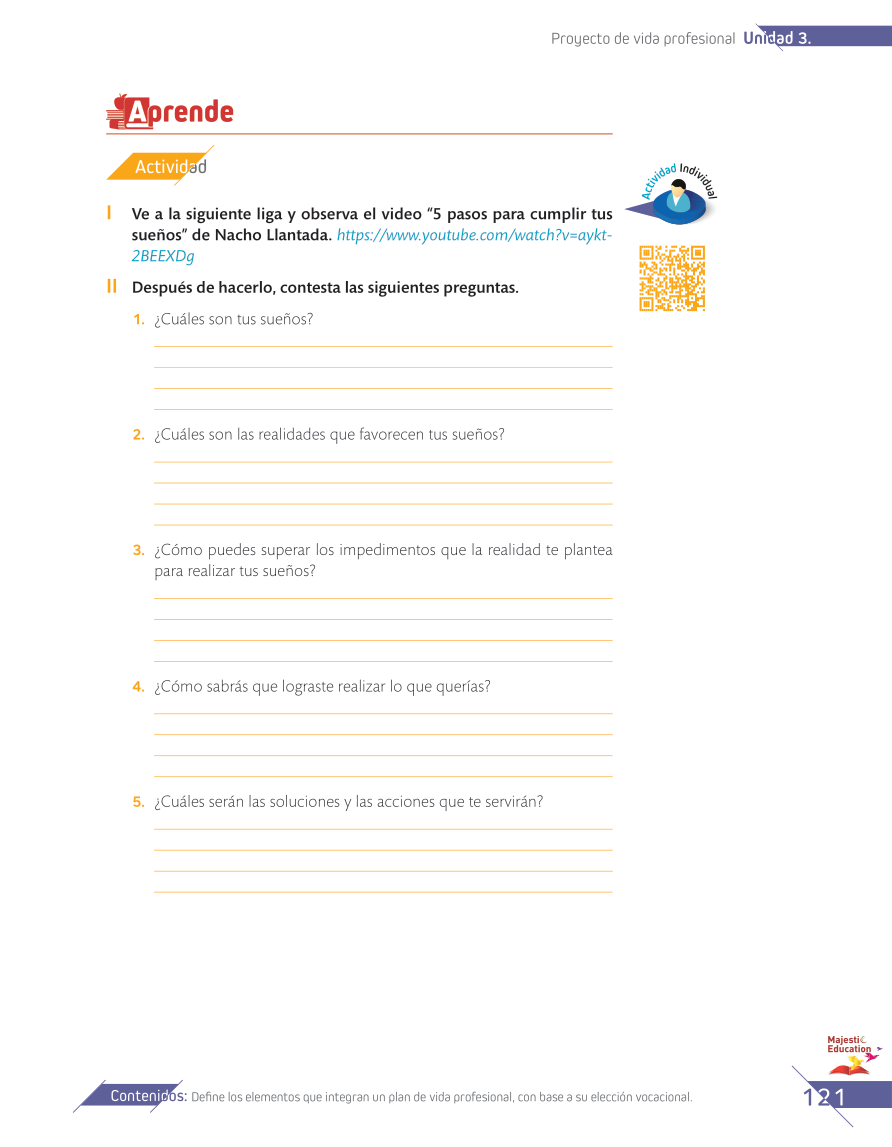 Proyecto de vida profesional Unidad 3.
Aprende
Actividad
Actividad Individual
I Ve a la siguiente liga y observa el video “5 pasos para cumplir tus
sueños” de Nacho Llantada. https://www.youtube.com/watch?v=aykt-
2BEEXDg
II Después de hacerlo, contesta las siguientes preguntas.
1. ¿Cuáles son tus sueños?
2. ¿Cuáles son las realidades que favorecen tus sueños?
3. ¿Cómo puedes superar los impedimentos que la realidad te plantea
para realizar tus sueños?
4. ¿Cómo sabrás que lograste realizar lo que querías?
5. ¿Cuáles serán las soluciones y las acciones que te servirán?
Majestic
Education
Contenidos: Define los elementos que integran un plan de vida profesional, con base a su elección vocacional.
121